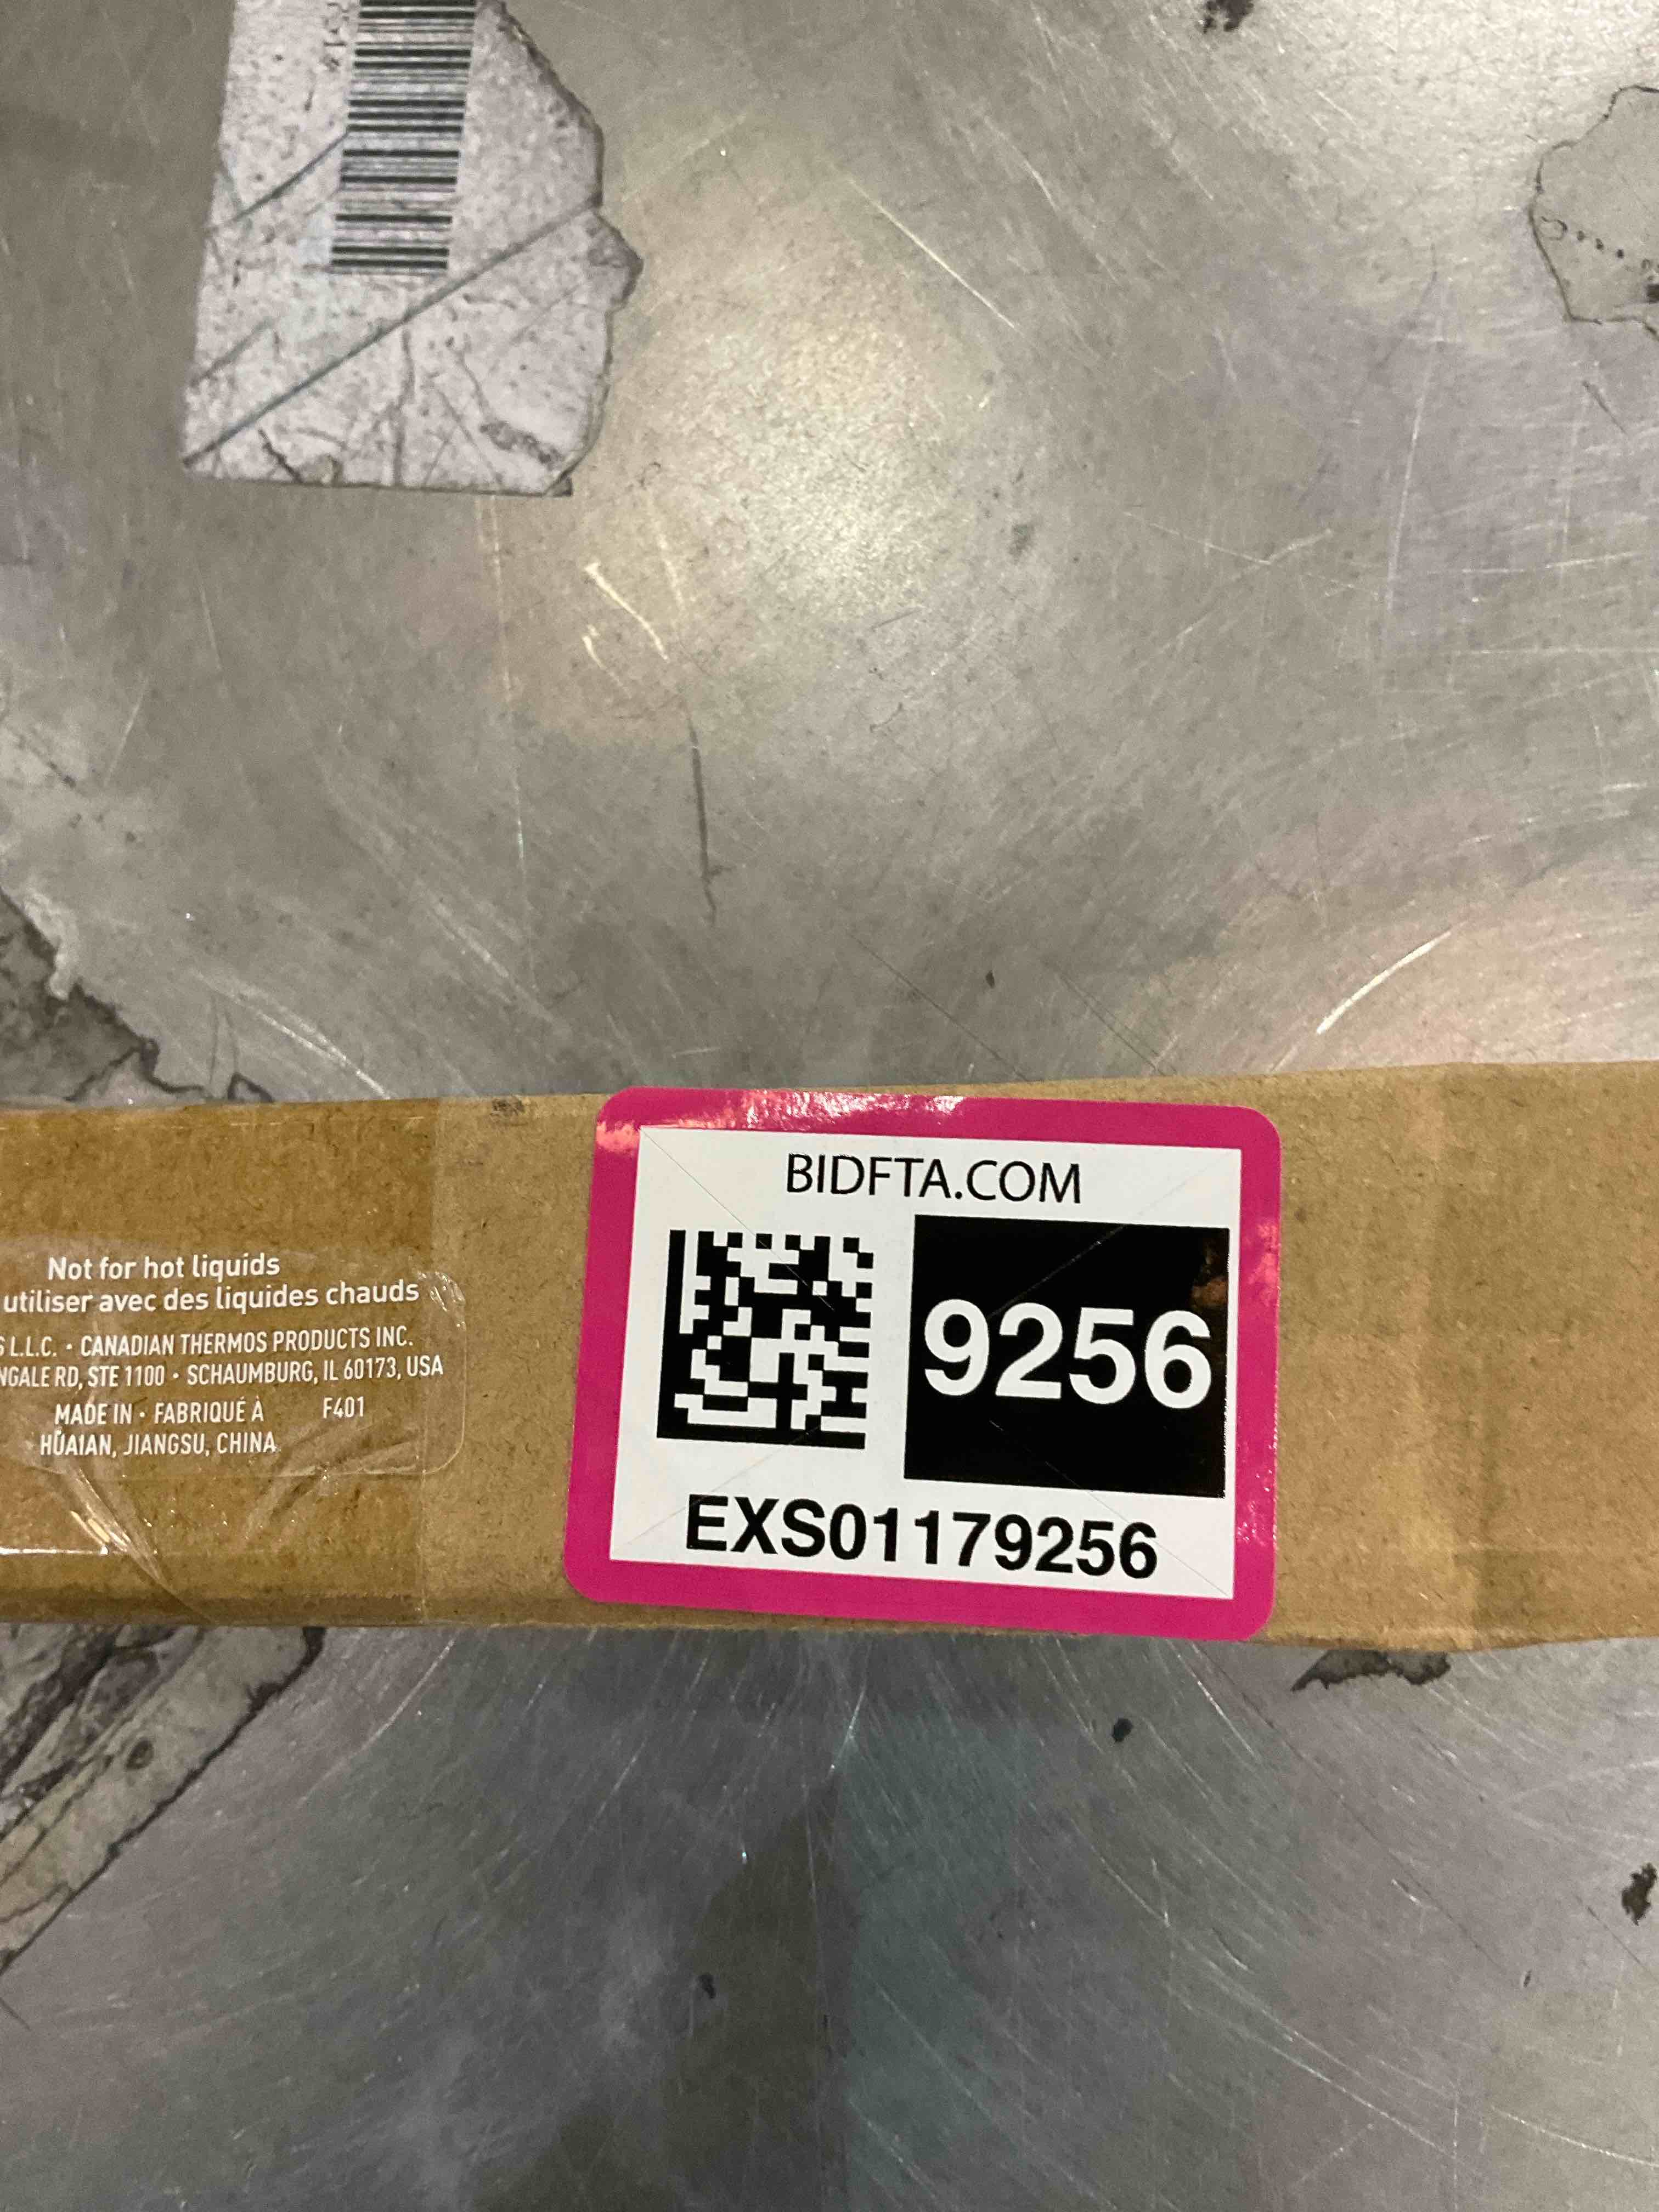 Not for hot liquids
utiliser avec des liquides chauds
L.L.C. · CANADIAN THERMOS PRODUCTS INC.
RD, STE 1100 · SCHAUMBURG, IL 60173, USA
MADE IN · FABRIQUÉ À F401
HUAIAN, JIANGSU, CHINA
BIDFTA.COM
9256
EXS01179256